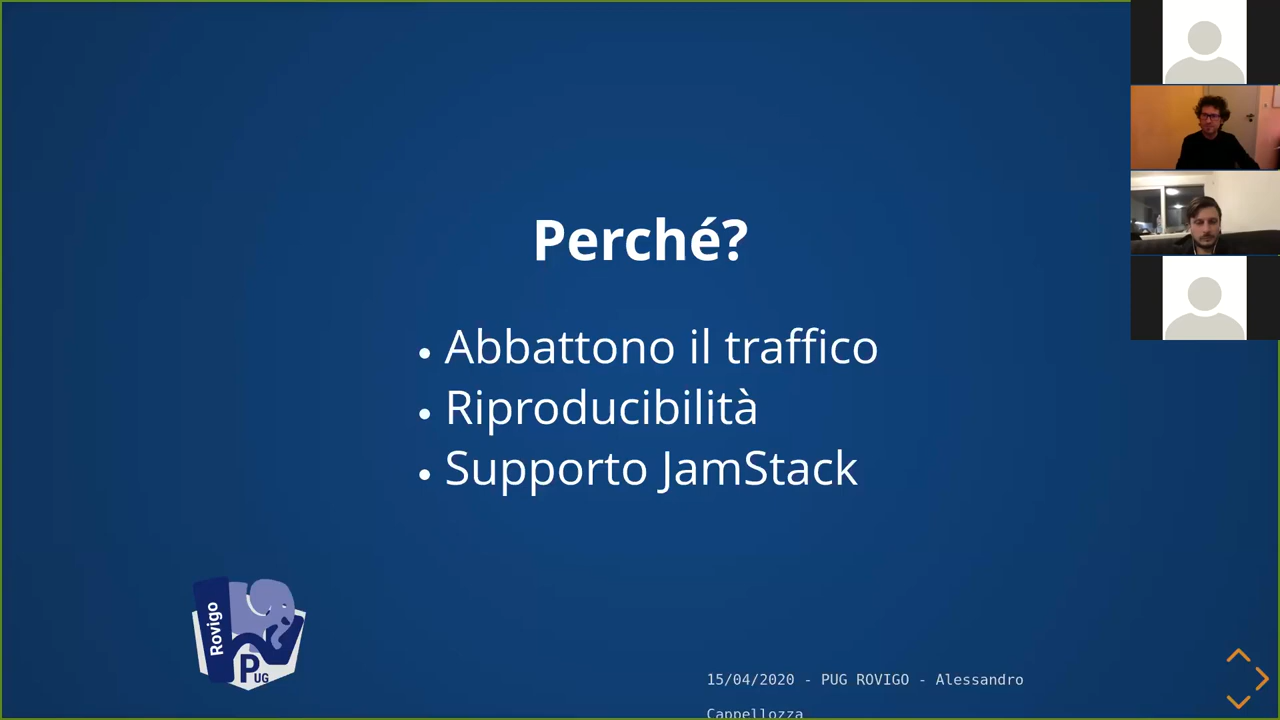 Perché?
Abbattono il traffico
Riproducibilità
Supporto JamStack
Rovigo
PUG
15/04/2020 - PUG ROVIGO - Alessandro
Cappellozza